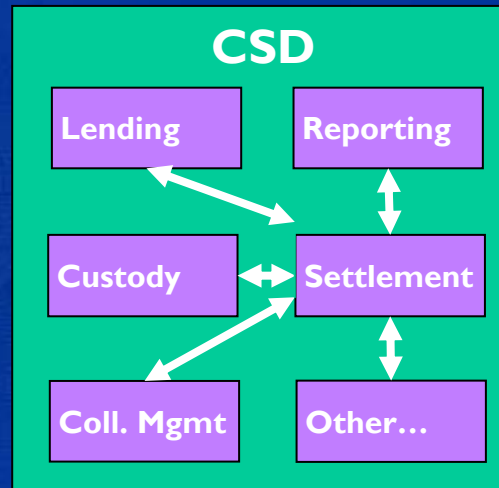 CSD
Lending
Reporting
Custody
Settlement
Coll. Mgmt
Other…